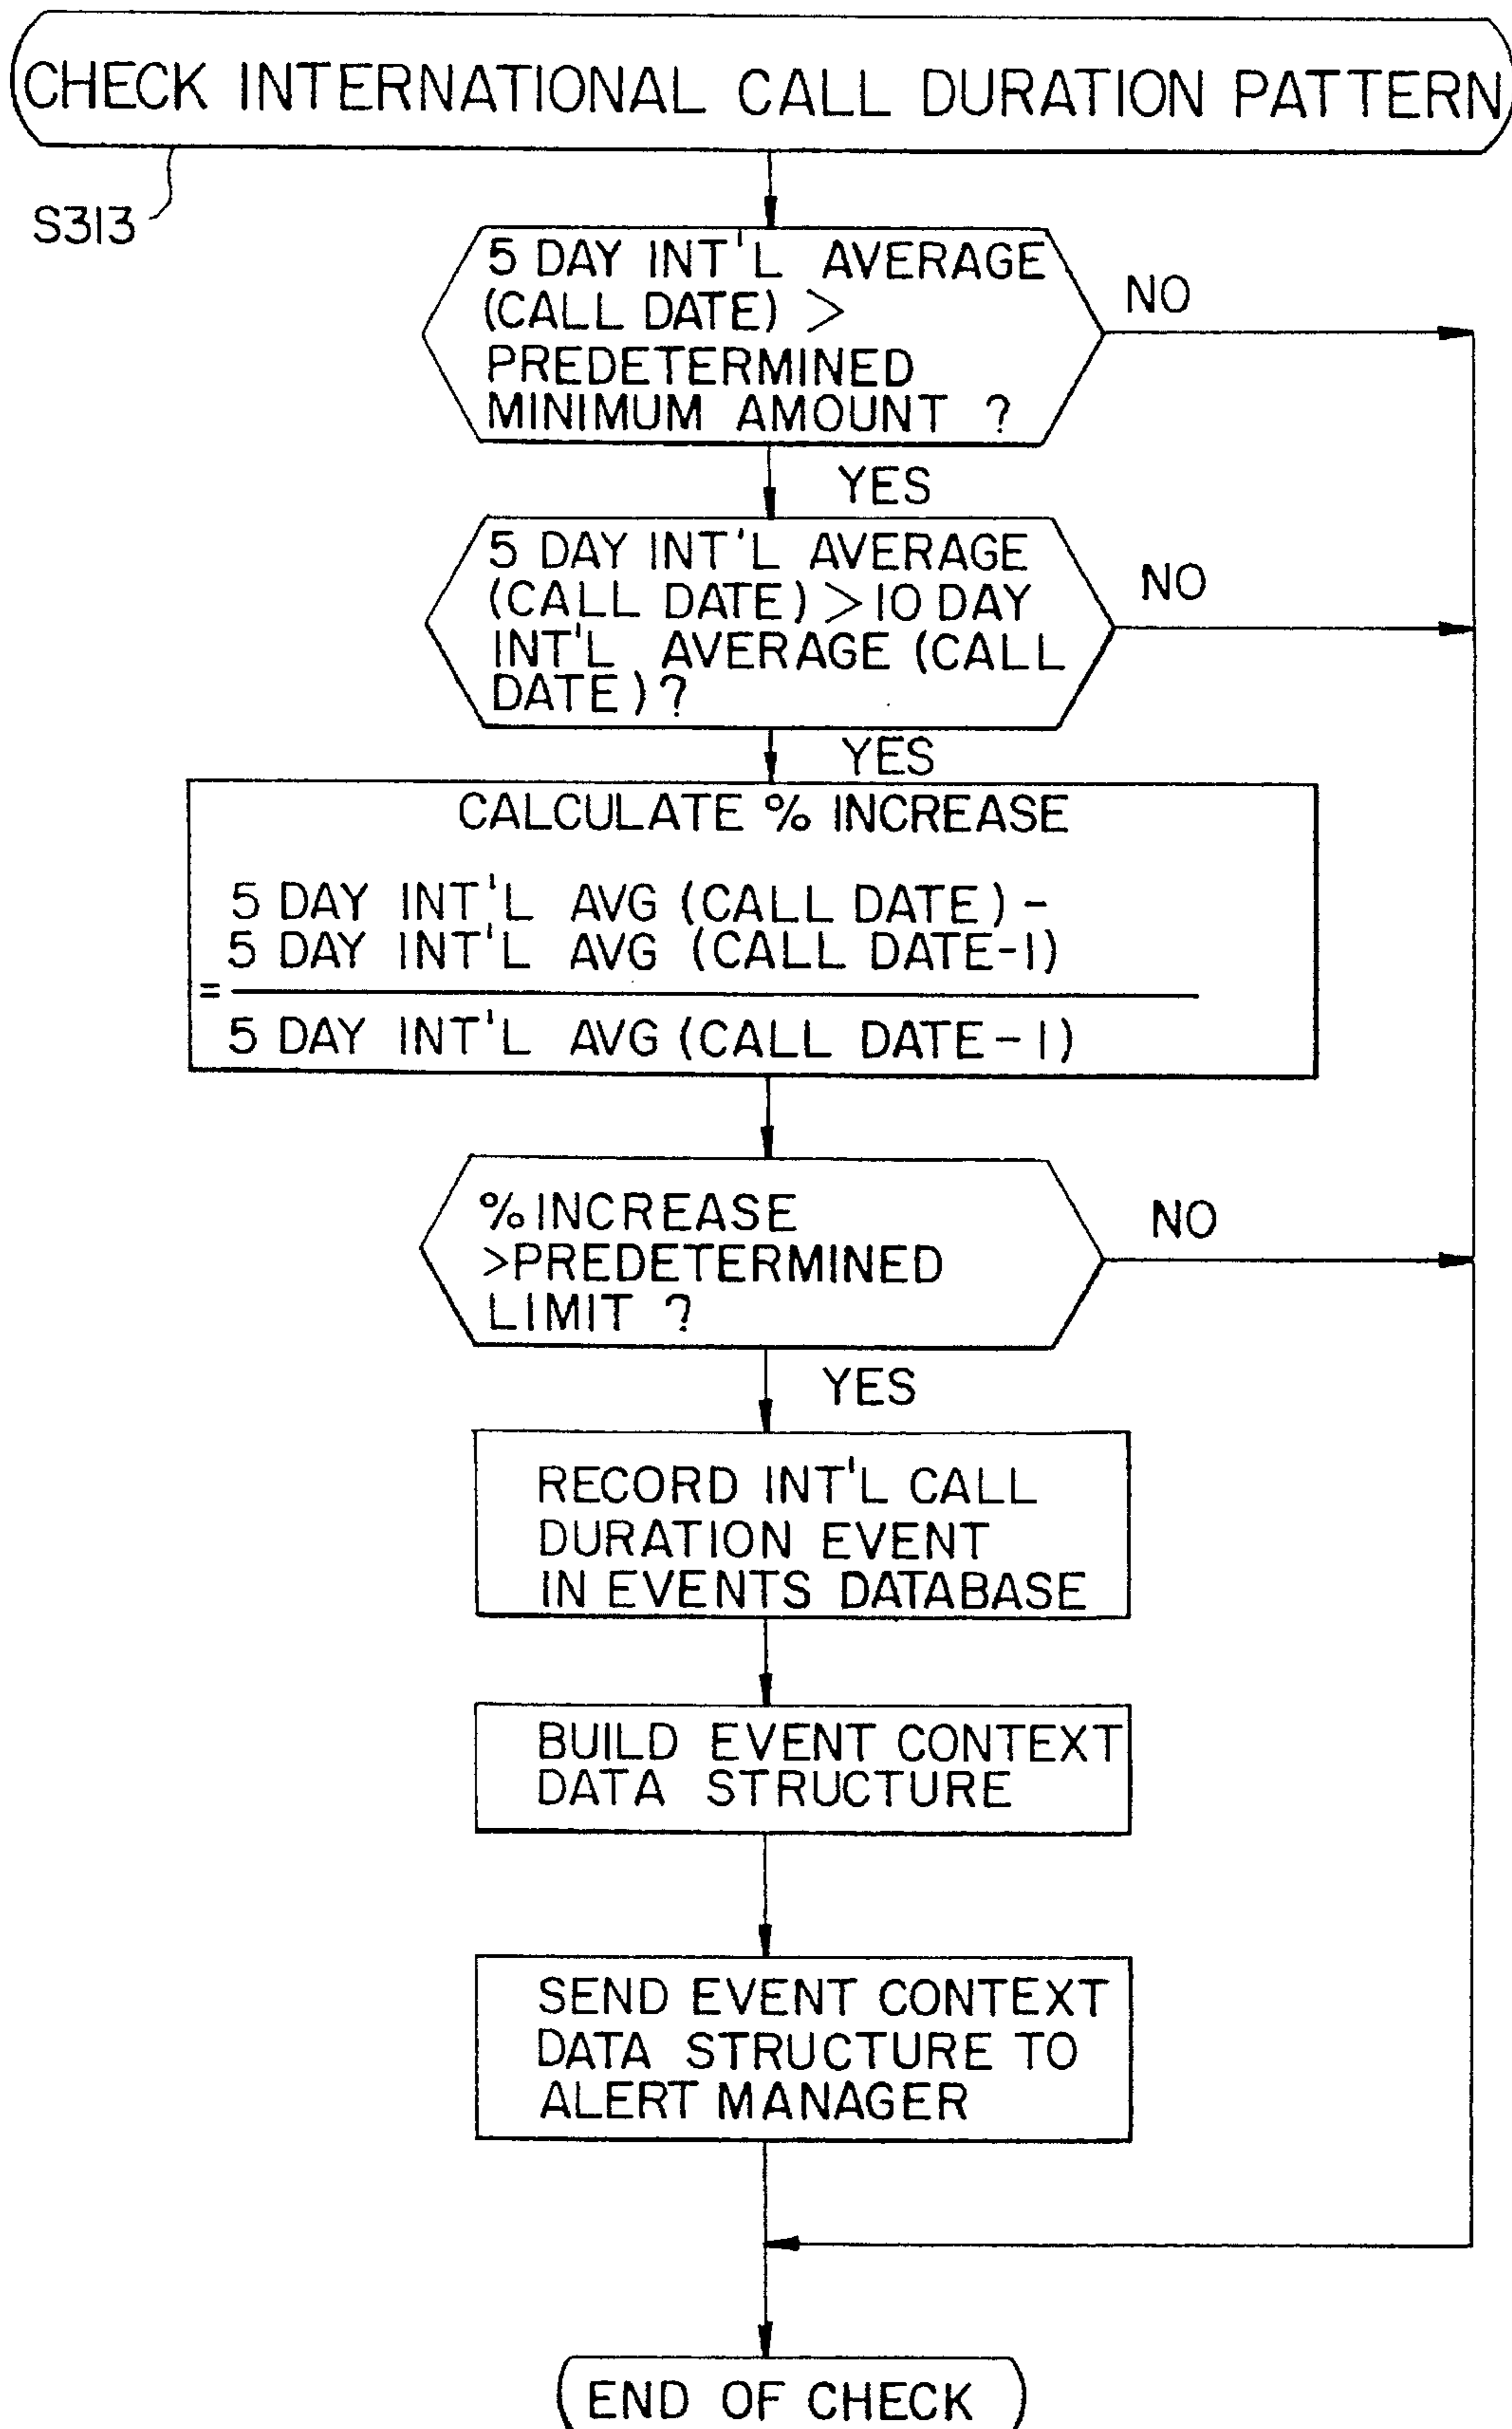 CHECK INTERNATIONAL CALL DURATION PATTERN
S313
5 DAY INT'L AVERAGE
(CALL DATE) >
PREDETERMINED
MINIMUM AMOUNT ?
NO
YES
5 DAY INT'L AVERAGE
(CALL DATE) >10 DAY
INT'L AVERAGE (CALL
DATE)?
NO
YES
CALCULATE % INCREASE
5 DAY INT'L AVG (CALL DATE) -
5 DAY INT'L AVG (CALL DATE-1)
=
5 DAY INT'L AVG (CALL DATE-1)
% INCREASE
>PREDETERMINED
LIMIT ?
NO
YES
RECORD INT'L CALL
DURATION EVENT
IN EVENTS DATABASE
BUILD EVENT CONTEXT
DATA STRUCTURE
SEND EVENT CONTEXT
DATA STRUCTURE TO
ALERT MANAGER
END OF CHECK